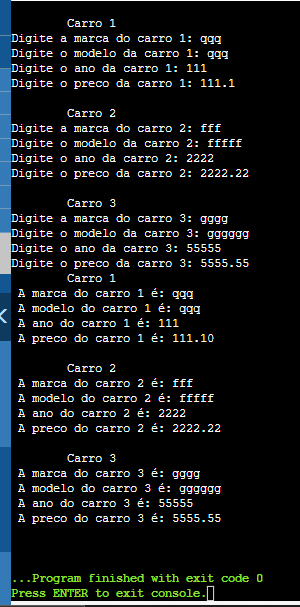 Carro 1
Digite a marca do carro 1: qqq
Digite o modelo da carro 1: qqq
Digite o ano da carro 1: 111
Digite o preco da carro 1: 111.1
Carro 2
Digite a marca do carro 2: fff
Digite o modelo da carro 2: fffff
Digite o ano da carro 2: 2222
Digite o preco da carro 2: 2222.22
Carro 3
Digite a marca do carro 3: gggg
Digite o modelo da carro 3: gggggg
Digite o ano da carro 3: 55555
Digite o preco da carro 3: 5555.55
Carro 1
A marca do carro 1 é: qqq
A modelo do carro 1 é: qqq
A ano do carro 1 é: 111
A preco do carro 1 é: 111.10
Carro 2
A marca do carro 2 é: fff
A modelo do carro 2 é: fffff
A ano do carro 2 é: 2222
A preco do carro 2 é: 2222.22
Carro 3
A marca do carro 3 é: gggg
A modelo do carro 3 é: gggggg
A ano do carro 3 é: 55555
A preco do carro 3 é: 5555.55
...Program finished with exit code 0
Press ENTER to exit console.